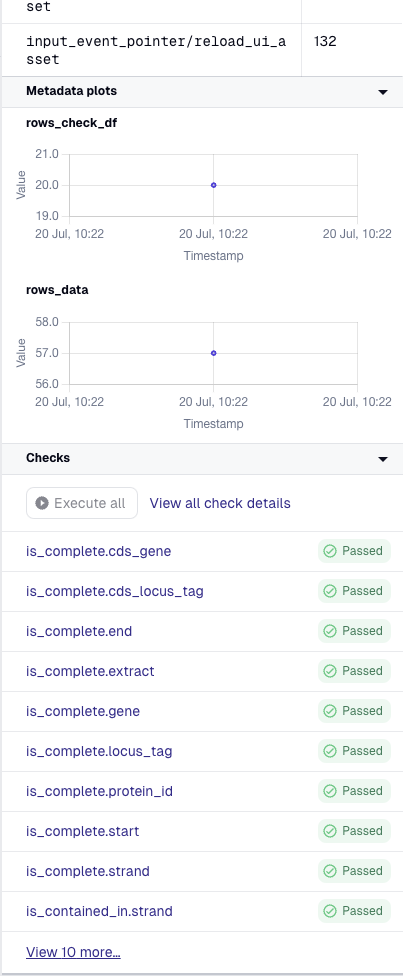 set
input_event_pointer/reload_ui_a 132
sset
Metadata plots
rows_check_df
21.0
20.0
19.0
Value
20 Jul, 10:22 20 Jul, 10:22 20 Jul, 10:22
Timestamp
rows_data
58.0
57.0
56.0
Value
20 Jul, 10:22 20 Jul, 10:22 20 Jul, 10:22
Timestamp
Checks
Execute all View all check details
is_complete.cds_gene Passed
is_complete.cds_locus_tag Passed
is_complete.end Passed
is_complete.extract Passed
is_complete.gene Passed
is_complete.locus_tag Passed
is_complete.protein_id Passed
is_complete.start Passed
is_complete.strand Passed
is_contained_in.strand Passed
View 10 more…